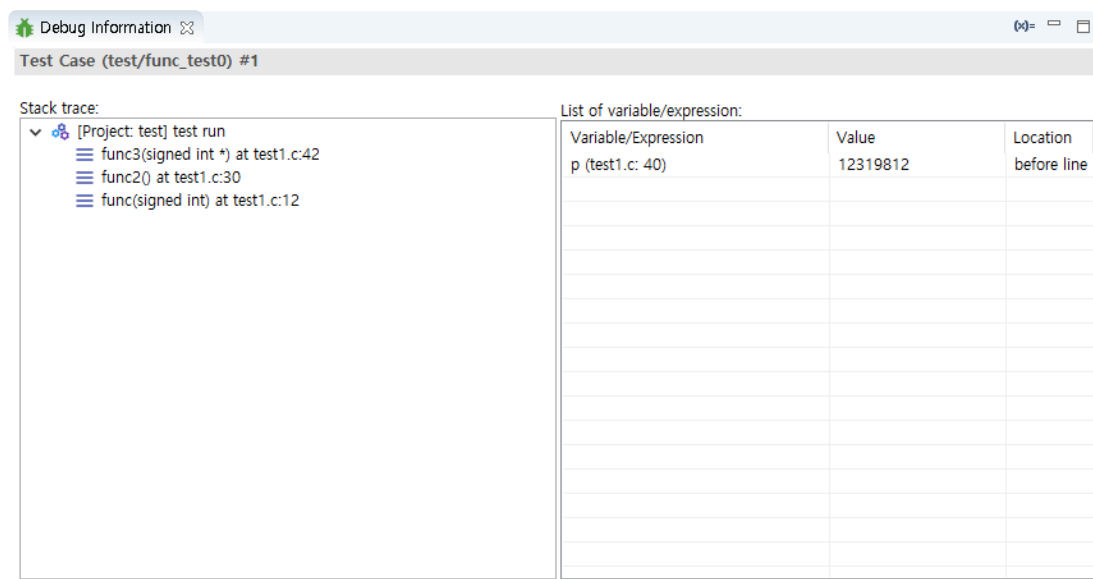 Debug Information
(x)=
Test Case (test/func_test0) #1
Stack trace:
[Project: test] test run
func3(signed int *) at test1.c:42
func2() at test1.c:30
func(signed int) at test1.c:12
List of variable/expression:
Variable/Expression Value Location
p (test1.c: 40) 12319812 before line